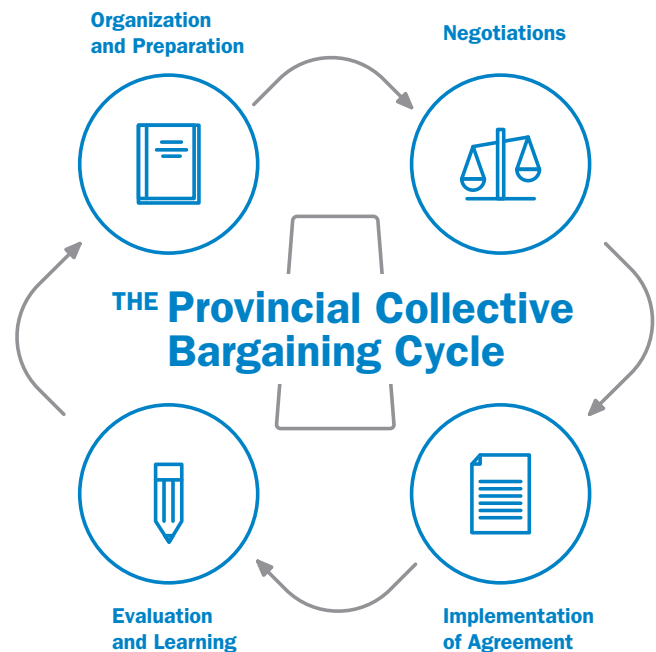 Organization
and Preparation
Negotiations
THE Provincial Collective
Bargaining Cycle
Evaluation
and Learning
Implementation
of Agreement